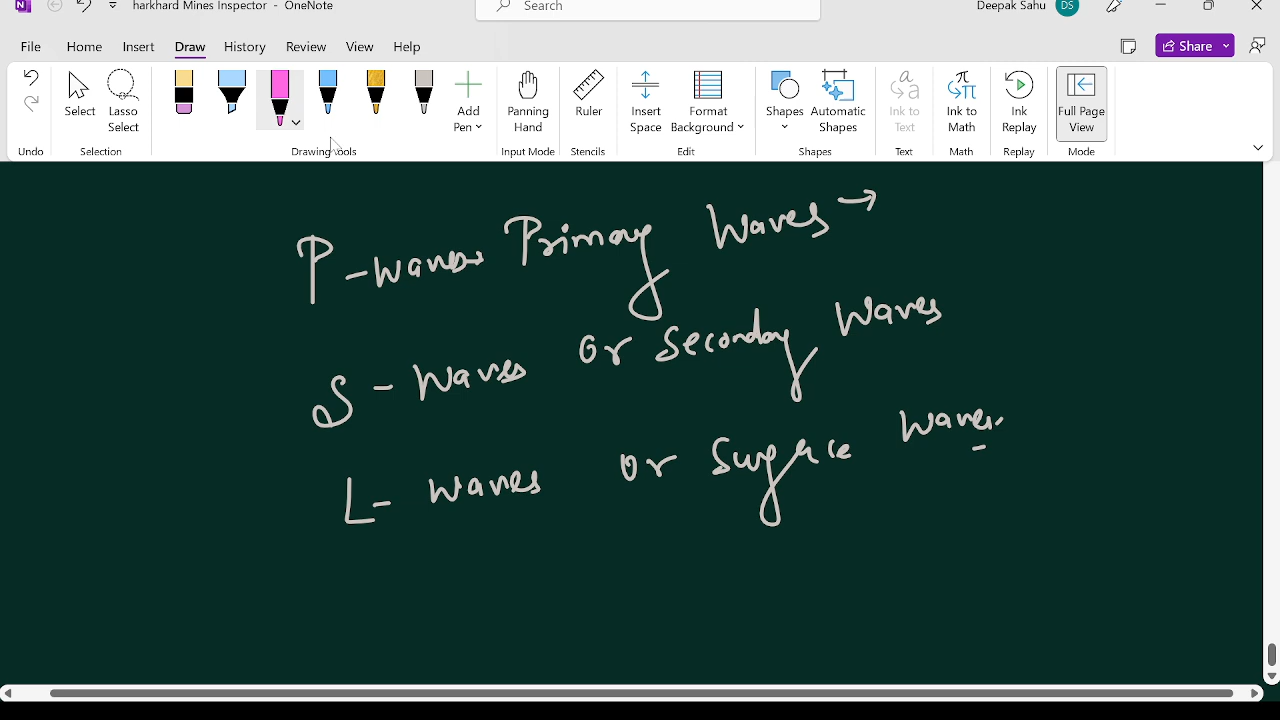 harkhard Mines Inspector - OneNote
Search
Deepak Sahu DS
File Home Insert Draw History Review View Help Share
Select Lasso Select Add Pen Panning Hand Ruler Insert Space Format Background Shapes Automatic Shapes Ink to Text Ink to Math Ink Replay Full Page View
Undo Selection Drawing tools Input Mode Stencils Edit Shapes Text Math Replay Mode
P - waves Primary Waves →
S - Waves or Secondary Waves
L - waves or Surface Waves